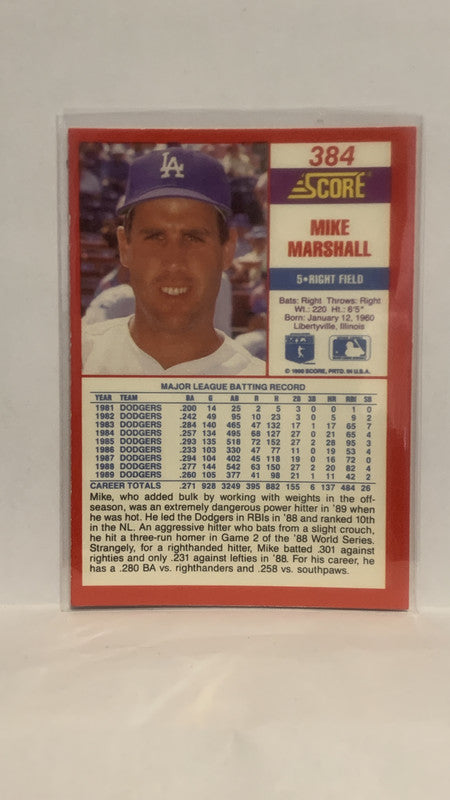 384
SCORE
MIKE
MARSHALL
5•RIGHT FIELD
Bats: Right Throws: Right
Wt.: 220 Ht.: 6'5"
Born: January 12, 1960
Libertyville, Illinois
© 1990 SCORE, PRTD. IN U.S.A.
LA
MAJOR LEAGUE BATTING RECORD
YEAR TEAM BA G AB R H 2B 3B HR RBI SB
1981 DODGERS .200 14 25 2 5 3 0 0 1 0
1982 DODGERS .242 49 95 10 23 3 0 5 9 2
1983 DODGERS .284 140 465 47 132 17 1 17 65 7
1984 DODGERS .257 134 495 68 127 27 0 21 65 4
1985 DODGERS .293 135 518 72 152 27 2 28 95 3
1986 DODGERS .233 103 330 47 77 11 0 19 53 4
1987 DODGERS .294 104 402 45 118 19 0 16 72 0
1988 DODGERS .277 144 542 63 150 27 2 20 82 4
1989 DODGERS .260 105 377 41 98 21 1 11 42 2
CAREER TOTALS .271 928 3249 395 882 155 6 137 484 26
Mike, who added bulk by working with weights in the off-
season, was an extremely dangerous power hitter in '89 when
he was hot. He led the Dodgers in RBIs in '88 and ranked 10th
in the NL. An aggressive hitter who bats from a slight crouch,
he hit a three-run homer in Game 2 of the '88 World Series.
Strangely, for a righthanded hitter, Mike batted .301 against
righties and only .231 against lefties in '88. For his career, he
has a .280 BA vs. righthanders and .258 vs. southpaws.